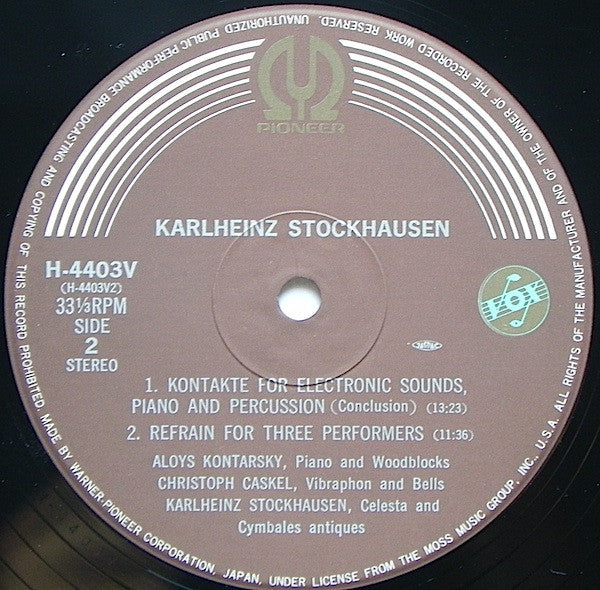 UNAUTHORIZED PUBLIC PERFORMANCE BROADCASTING AND COPYING OF THIS RECORD PROHIBITED. MADE BY WARNER-PIONEER CORPORATION, JAPAN, UNDER LICENSE FROM THE MOSS MUSIC GROUP, INC., U.S.A. ALL RIGHTS OF THE MANUFACTURER AND OF THE OWNER OF THE RECORDED WORK RESERVED.
PIONEER
KARLHEINZ STOCKHAUSEN
H-4403V
(H-4403V2)
33⅓RPM
SIDE
2
STEREO
VOX
1. KONTAKTE FOR ELECTRONIC SOUNDS,
PIANO AND PERCUSSION (Conclusion) (13:23)
2. REFRAIN FOR THREE PERFORMERS (11:36)
ALOYS KONTARSKY, Piano and Woodblocks
CHRISTOPH CASKEL, Vibraphon and Bells
KARLHEINZ STOCKHAUSEN, Celesta and
Cymbales antiques